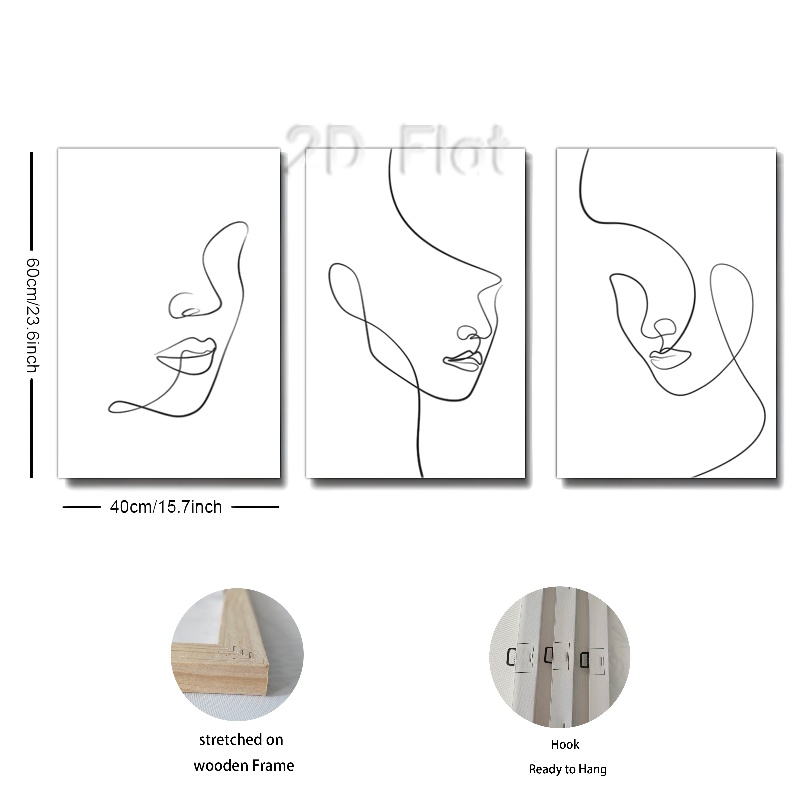 2D Flat
60cm/23.6inch
40cm/15.7inch
stretched on
wooden Frame
Hook
Ready to Hang